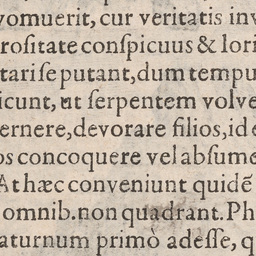 vomuerit, cur veritatis inv
rositate conſpicuus & lori
tari ſe putant, dum tempu
icunt, ut ſerpentem volve
ernere, devorare filios, id e
os concoquere vel abſume
At hæc conveniunt quidē
omnib. non quadrant. Ph
aturnum primò adeſſe, q